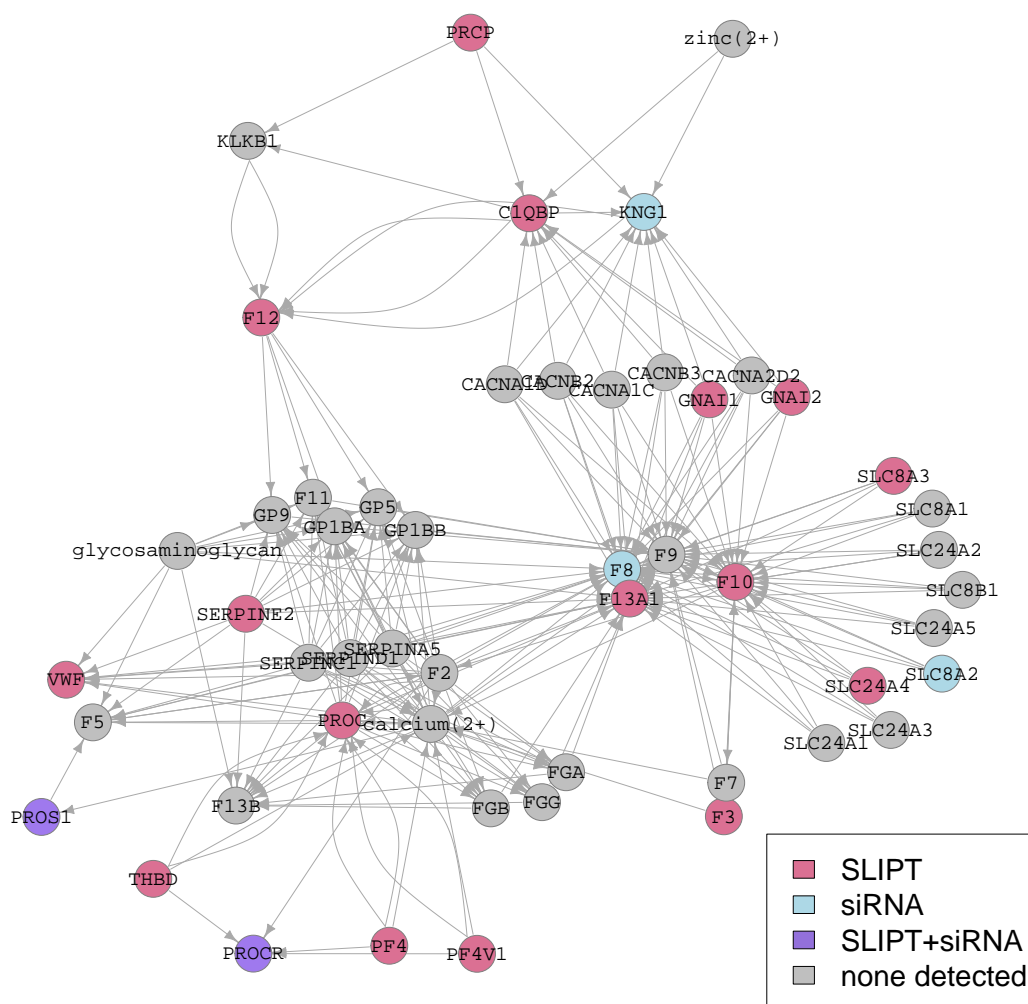 PRCP
zinc(2+)
KLKB1
C1QBP
KNG1
F12
CACNA1D
CACNB2
CACNA1C
CACNB3
CACNA2D2
GNAI1
GNAI2
SLC8A3
SLC8A1
SLC24A2
SLC8B1
SLC24A5
SLC8A2
SLC24A4
SLC24A3
SLC24A1
F11
GP9
GP1BA
GP5
GP1BB
glycosaminoglycan
F9
F8
F10
F13A1
SERPINE2
SERPINC1
SERPIND1
SERPINA5
F2
VWF
F5
PROC
calcium(2+)
FGA
FGB
FGG
F7
F3
F13B
PROS1
THBD
PROCR
PF4
PF4V1
SLIPT
siRNA
SLIPT+siRNA
none detected